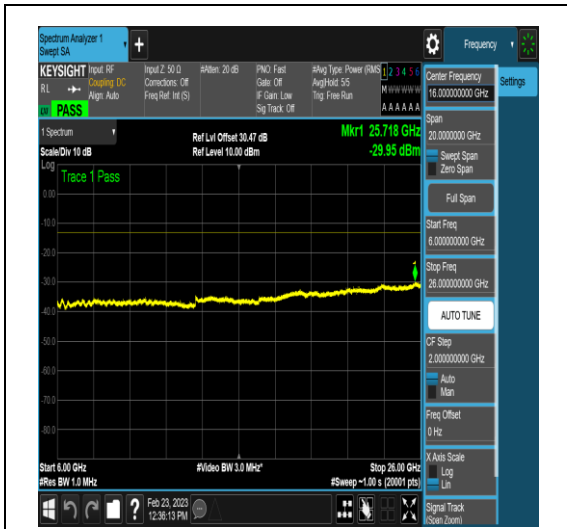 Spectrum Analyzer 1
Swept SA
Frequency
KEYSIGHT
RL
PASS
Input: RF
Coupling: DC
Align: Auto
Input Z: 50 Ω
Corrections: Off
Freq Ref: Int (S)
#Atten: 20 dB
PNO: Fast
Gate: Off
IF Gain: Low
Sig Track: Off
#Avg Type: Power (RMS
Avg|Hold: 5/5
Trig: Free Run
1 2 3 4 5 6
M W W W W W
A A A A A A
Center Frequency
16.000000000 GHz
Settings
Span
20.0000000 GHz
Swept Span
Zero Span
Full Span
Start Freq
6.000000000 GHz
Stop Freq
26.000000000 GHz
AUTO TUNE
CF Step
2.000000000 GHz
Auto
Man
Freq Offset
0 Hz
X Axis Scale
Log
Lin
Signal Track
(Span Zoom)
1 Spectrum
Scale/Div 10 dB
Ref Lvl Offset 30.47 dB
Ref Level 10.00 dBm
Mkr1 25.718 GHz
-29.95 dBm
Log
Trace 1 Pass
0.00
-10.0
-20.0
-30.0
-40.0
-50.0
-60.0
-70.0
-80.0
Start 6.00 GHz
#Res BW 1.0 MHz
#Video BW 3.0 MHz*
Stop 26.00 GHz
#Sweep ~1.00 s (20001 pts)
Feb 23, 2023
12:36:13 PM